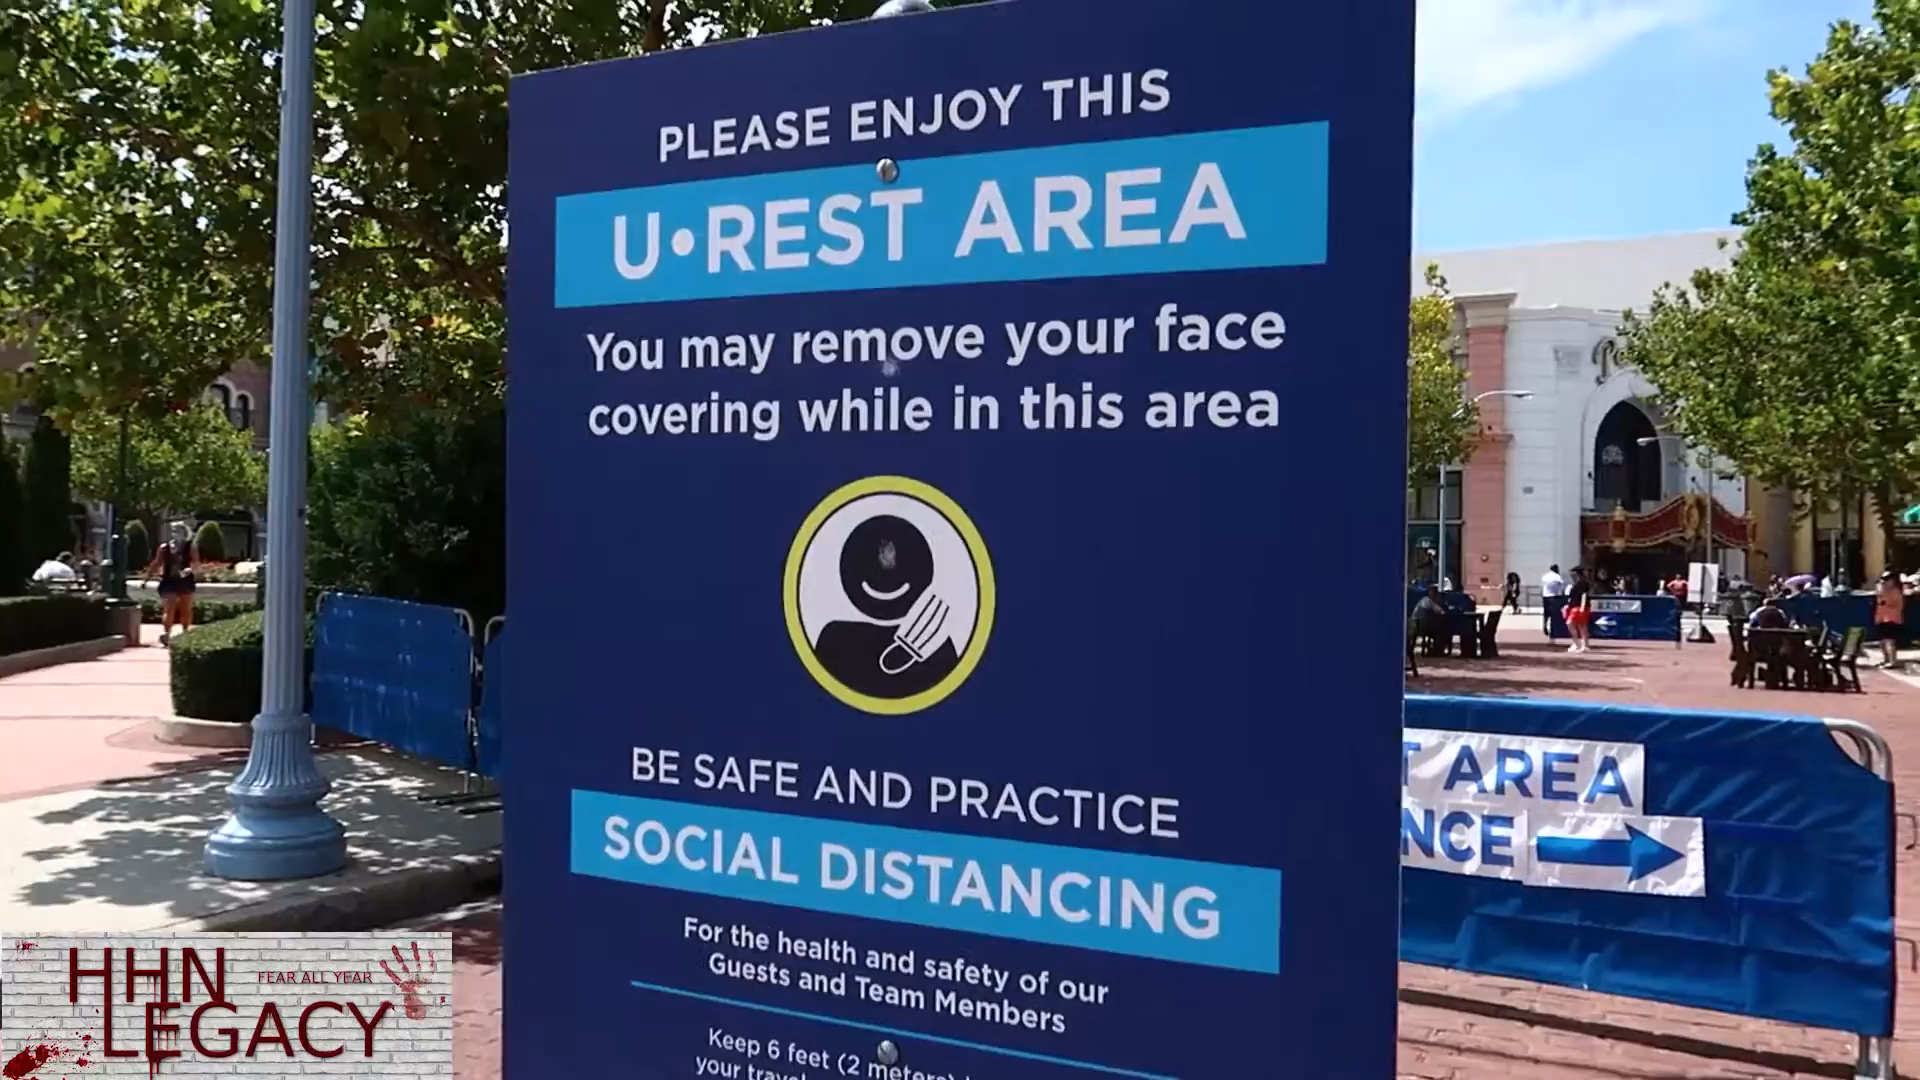 PLEASE ENJOY THIS
U•REST AREA
You may remove your face
covering while in this area
BE SAFE AND PRACTICE
SOCIAL DISTANCING
For the health and safety of our
Guests and Team Members
Keep 6 feet (2 meters)
your
AREA
EXIT
HHN
FEAR ALL YEAR
LEGACY